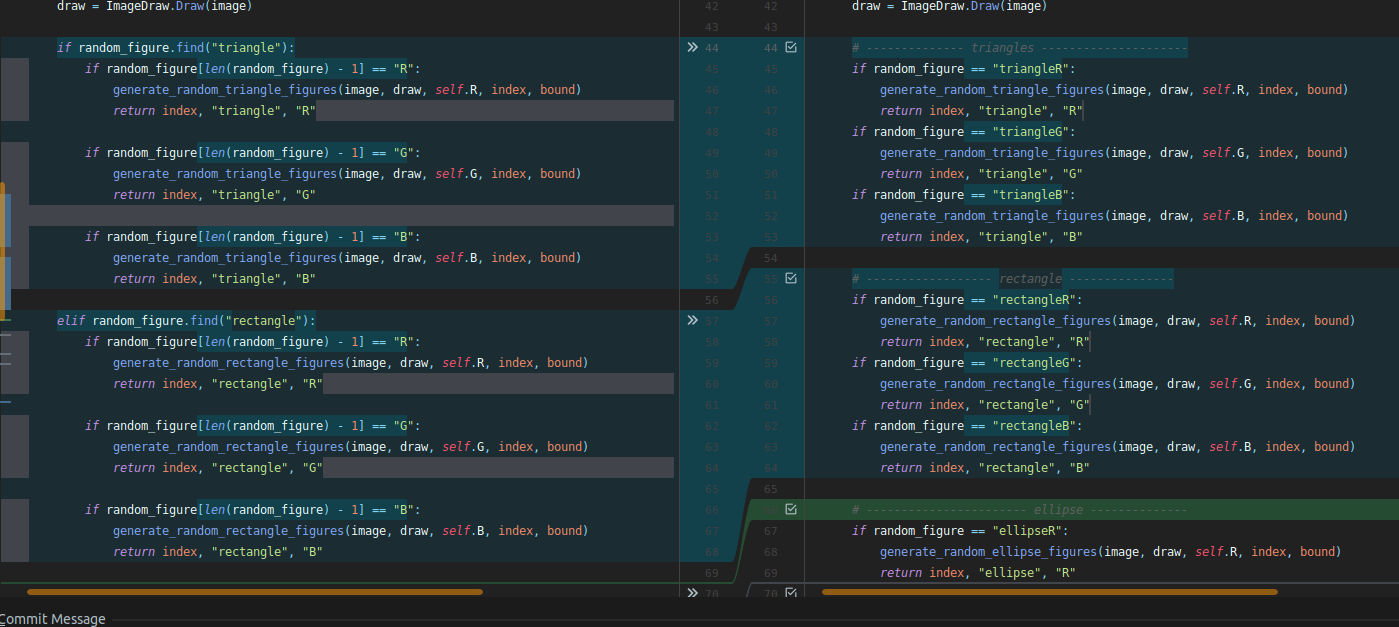 draw = ImageDraw.Draw(image)
if random_figure.find("triangle"):
if random_figure[len(random_figure) - 1] == "R":
generate_random_triangle_figures(image, draw, self.R, index, bound)
return index, "triangle", "R"
if random_figure[len(random_figure) - 1] == "G":
generate_random_triangle_figures(image, draw, self.G, index, bound)
return index, "triangle", "G"
if random_figure[len(random_figure) - 1] == "B":
generate_random_triangle_figures(image, draw, self.B, index, bound)
return index, "triangle", "B"
elif random_figure.find("rectangle"):
if random_figure[len(random_figure) - 1] == "R":
generate_random_rectangle_figures(image, draw, self.R, index, bound)
return index, "rectangle", "R"
if random_figure[len(random_figure) - 1] == "G":
generate_random_rectangle_figures(image, draw, self.G, index, bound)
return index, "rectangle", "G"
if random_figure[len(random_figure) - 1] == "B":
generate_random_rectangle_figures(image, draw, self.B, index, bound)
return index, "rectangle", "B"
42 42
43 43
44 44
45 45
46 46
47 47
48 48
49 49
50 50
51 51
52 52
53 53
54 54
55 55
56 56
57 57
58 58
59 59
60 60
61 61
62 62
63 63
64 64
65 65
66
67 67
68 68
69 69
70 70
draw = ImageDraw.Draw(image)
# -------------- triangles ---------------------
if random_figure == "triangleR":
generate_random_triangle_figures(image, draw, self.R, index, bound)
return index, "triangle", "R"
if random_figure == "triangleG":
generate_random_triangle_figures(image, draw, self.G, index, bound)
return index, "triangle", "G"
if random_figure == "triangleB":
generate_random_triangle_figures(image, draw, self.B, index, bound)
return index, "triangle", "B"
# ------------------ rectangle ---------------
if random_figure == "rectangleR":
generate_random_rectangle_figures(image, draw, self.R, index, bound)
return index, "rectangle", "R"
if random_figure == "rectangleG":
generate_random_rectangle_figures(image, draw, self.G, index, bound)
return index, "rectangle", "G"
if random_figure == "rectangleB":
generate_random_rectangle_figures(image, draw, self.B, index, bound)
return index, "rectangle", "B"
# ----------------------- ellipse --------------
if random_figure == "ellipseR":
generate_random_ellipse_figures(image, draw, self.R, index, bound)
return index, "ellipse", "R"
Commit Message